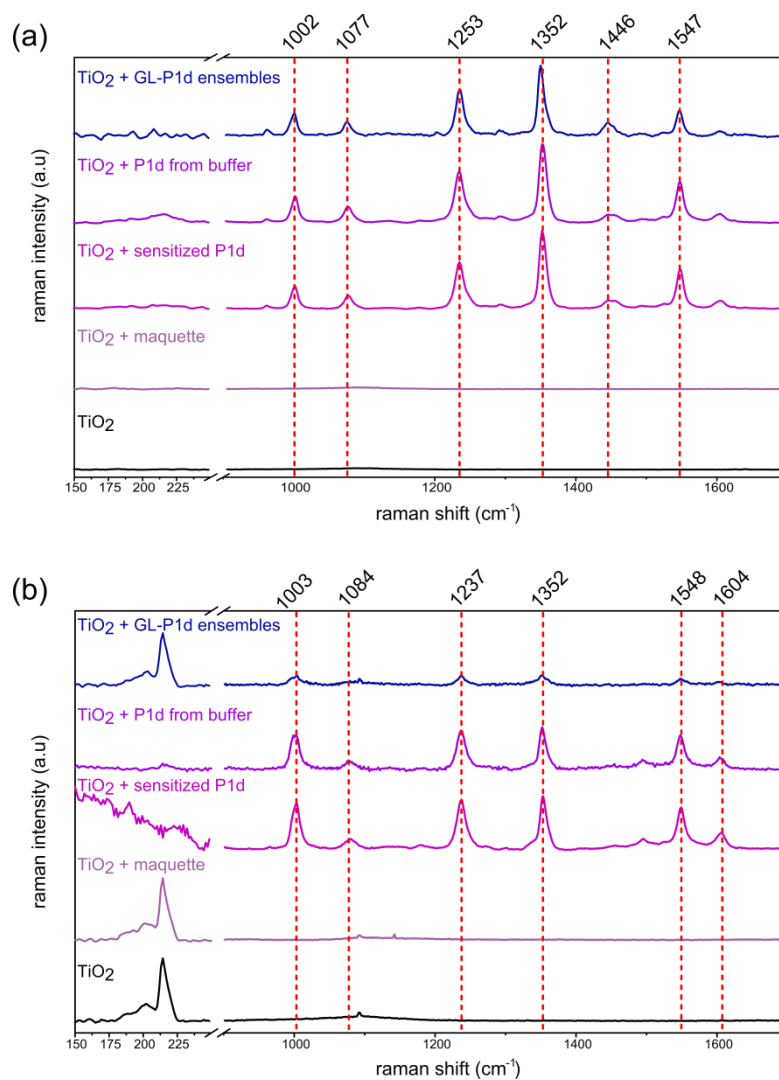 (a)
1002 1077 1253 1352 1446 1547
TiO2 + GL-P1d ensembles
TiO2 + P1d from buffer
TiO2 + sensitized P1d
TiO2 + maquette
TiO2
raman intensity (a.u)
150 175 200 225 1000 1200 1400 1600
raman shift (cm-1)
(b)
1003 1084 1237 1352 1548 1604
TiO2 + GL-P1d ensembles
TiO2 + P1d from buffer
TiO2 + sensitized P1d
TiO2 + maquette
TiO2
raman intensity (a.u)
150 175 200 225 1000 1200 1400 1600
raman shift (cm-1)